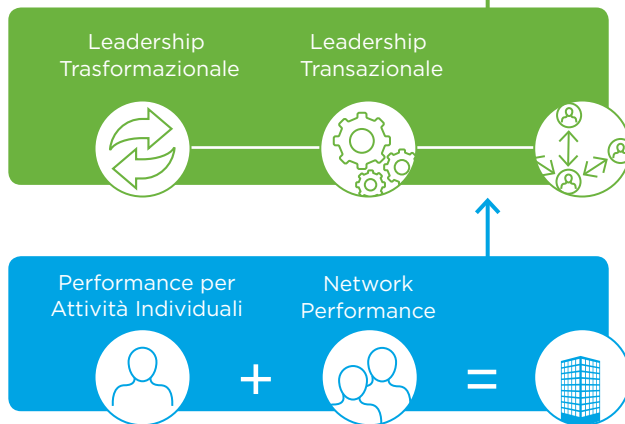 Leadership
Trasformazionale
Leadership
Transazionale
Performance per
Attività Individuali
Network
Performance
+
=